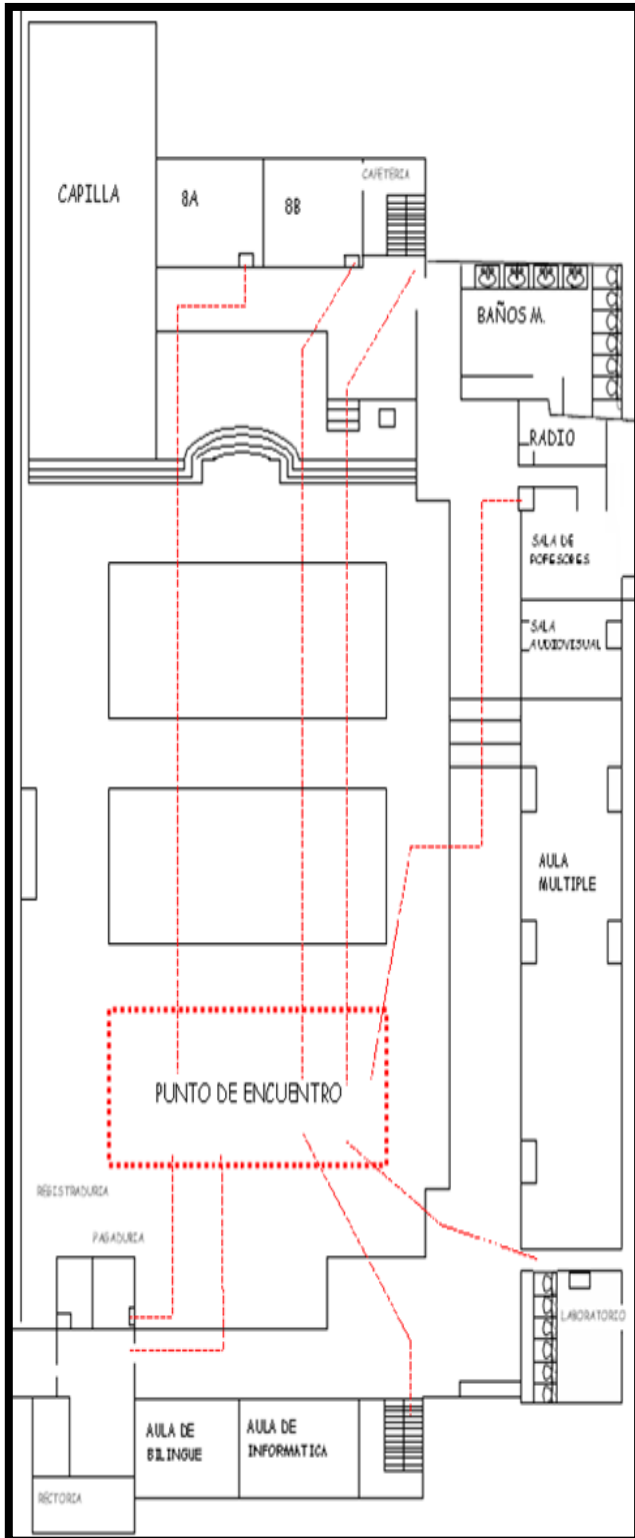 CAFETERIA
CAPILLA
8A
8B
BAÑOS M.
RADIO
SALA DE
POFESORES
SALA
AUDIOVISUAL
AULA
MULTIPLE
PUNTO DE ENCUENTRO
REGISTRADURIA
PAGADURIA
LABORATORIO
AULA DE
BILINGUE
AULA DE
INFORMATICA
RECTORIA